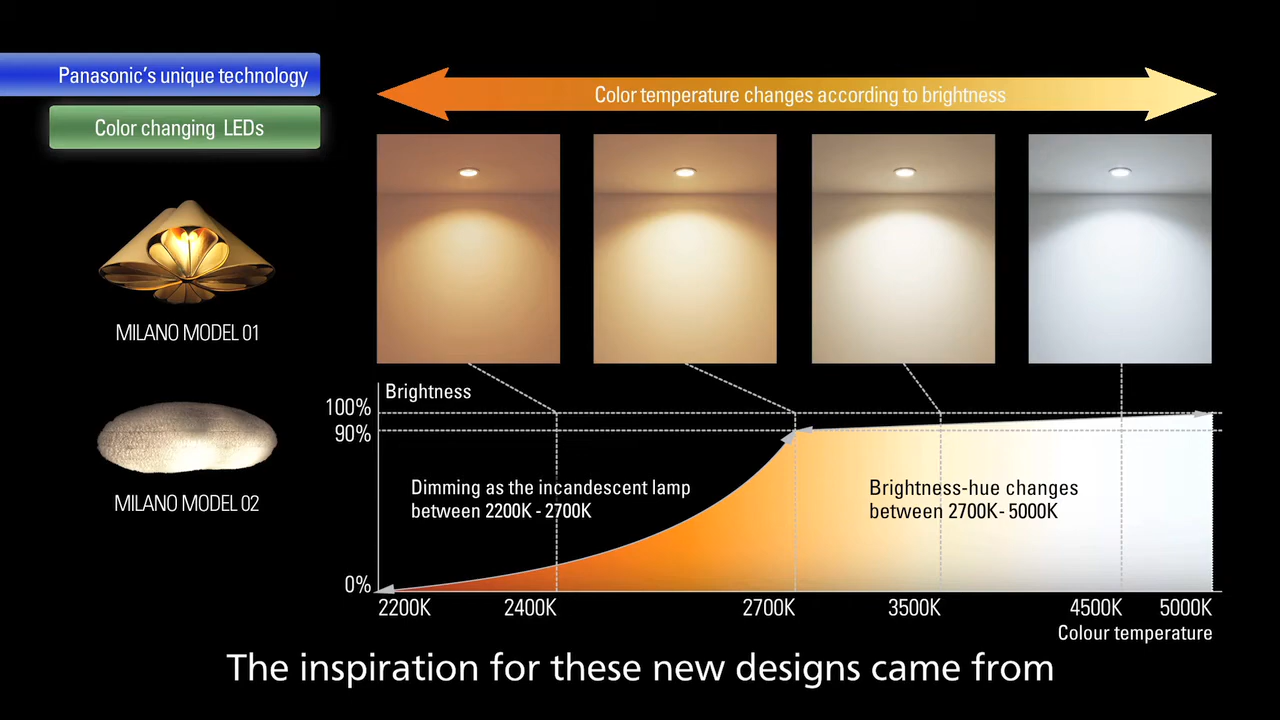 Panasonic's unique technology
Color changing LEDs
Color temperature changes according to brightness
MILANO MODEL 01
MILANO MODEL 02
Brightness
100%
90%
0%
Dimming as the incandescent lamp
between 2200K - 2700K
Brightness-hue changes
between 2700K- 5000K
2200K 2400K 2700K 3500K 4500K 5000K
Colour temperature
The inspiration for these new designs came from